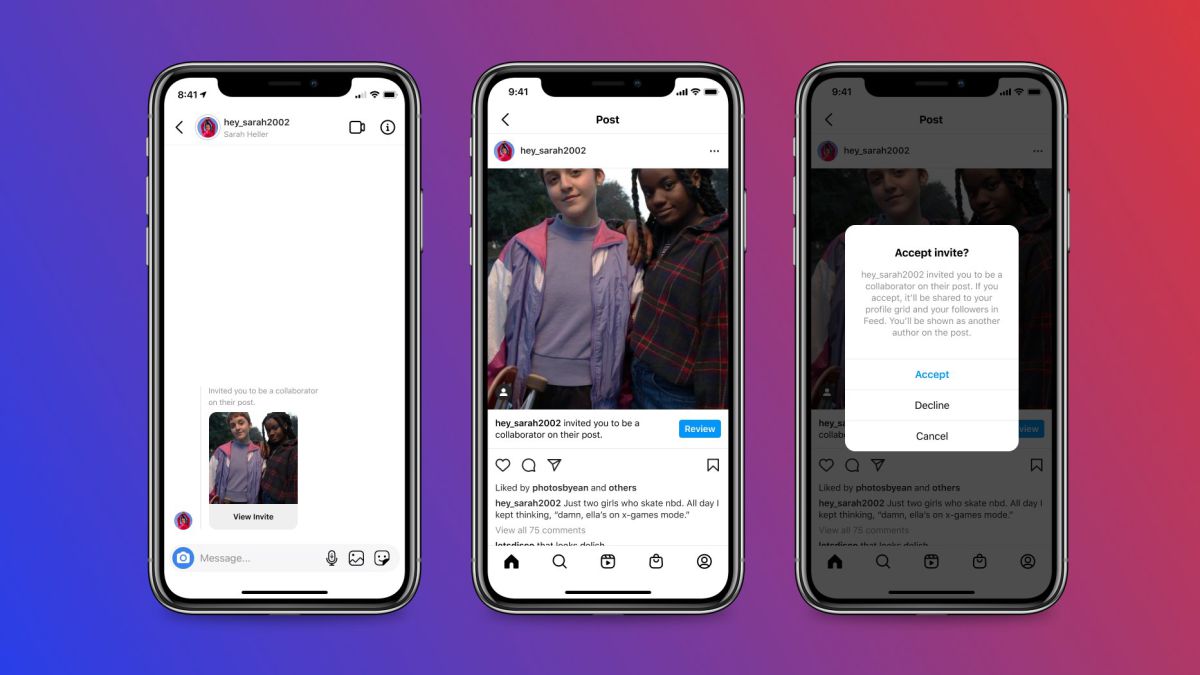 8:41
hey_sarah2002
Sarah Heller
Invited you to be a collaborator
on their post.
View Invite
Message...
9:41
Post
hey_sarah2002
hey_sarah2002 invited you to be a
collaborator on their post.
Review
Liked by photosbyean and others
hey_sarah2002 Just two girls who skate nbd. All day I
kept thinking, “damn, ella’s on x-games mode.”
View all 75 comments
letsdisco that looks delish
9:41
Post
hey_sarah2002
Accept invite?
hey_sarah2002 invited you to be a
collaborator on their post. If you
accept, it’ll be shared to your
profile grid and your followers in
Feed. You’ll be shown as another
author on the post.
Accept
Decline
Cancel
Liked by photosbyean and others
hey_sarah2002 Just two girls who skate nbd. All day I
kept thinking, “damn, ella’s on x-games mode.”
View all 75 comments
letsdisco that looks delish